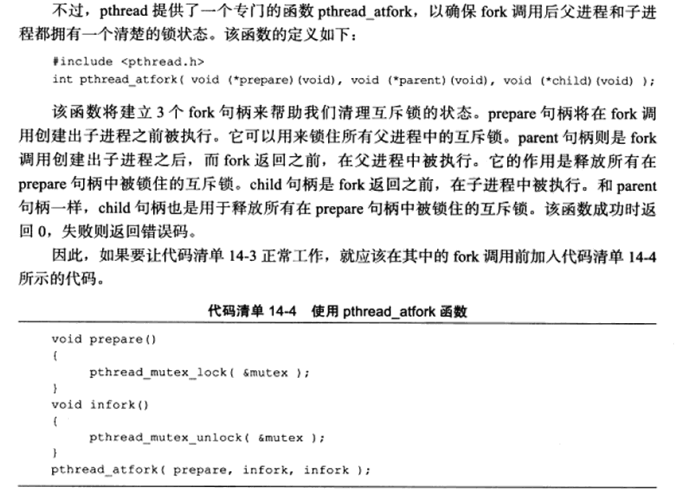 不过，pthread 提供了一个专门的函数 pthread_atfork，以确保 fork 调用后父进程和子进
程都拥有一个清楚的锁状态。该函数的定义如下：
#include <pthread.h>
int pthread_atfork( void (*prepare)(void), void (*parent)(void), void (*child)(void) );
该函数将建立 3 个 fork 句柄来帮助我们清理互斥锁的状态。prepare 句柄将在 fork 调
用创建出子进程之前被执行。它可以用来锁住所有父进程中的互斥锁。parent 句柄则是 fork
调用创建出子进程之后，而 fork 返回之前，在父进程中被执行。它的作用是释放所有在
prepare 句柄中被锁住的互斥锁。child 句柄是 fork 返回之前，在子进程中被执行。和 parent
句柄一样，child 句柄也是用于释放所有在 prepare 句柄中被锁住的互斥锁。该函数成功时返
回 0，失败则返回错误码。
因此，如果要让代码清单 14-3 正常工作，就应该在其中的 fork 调用前加入代码清单 14-4
所示的代码。
代码清单 14-4 使用 pthread_atfork 函数
void prepare()
{
pthread_mutex_lock( &mutex );
}
void infork()
{
pthread_mutex_unlock( &mutex );
}
pthread_atfork( prepare, infork, infork );